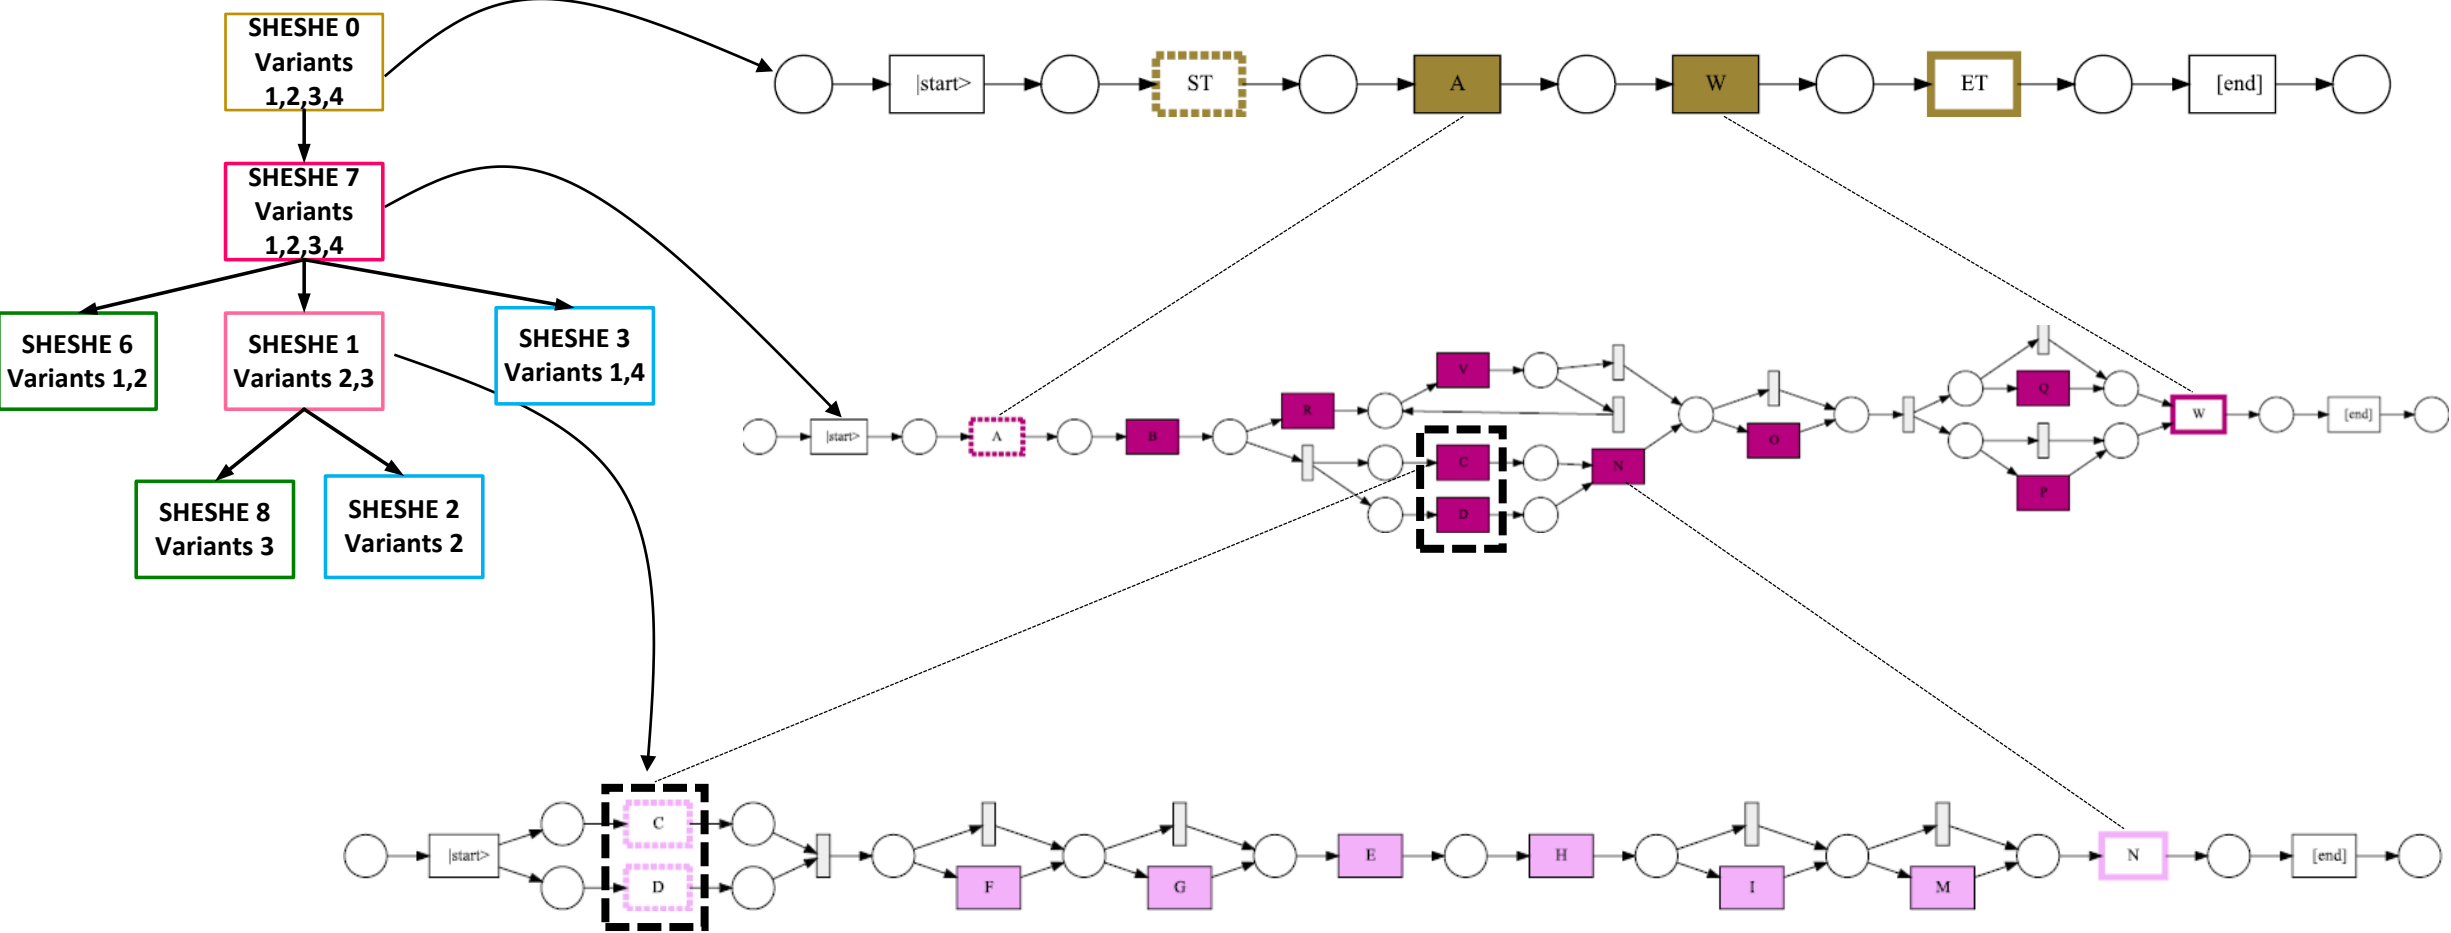 SHESHE 0
Variants
1,2,3,4
|start>
ST
A
W
ET
[end]
SHESHE 7
Variants
1,2,3,4
SHESHE 6
Variants 1,2
SHESHE 1
Variants 2,3
SHESHE 3
Variants 1,4
SHESHE 8
Variants 3
SHESHE 2
Variants 2
|start>
A
B
R
V
C
D
N
O
Q
P
W
[end]
|start>
C
D
F
G
E
H
I
M
N
[end]